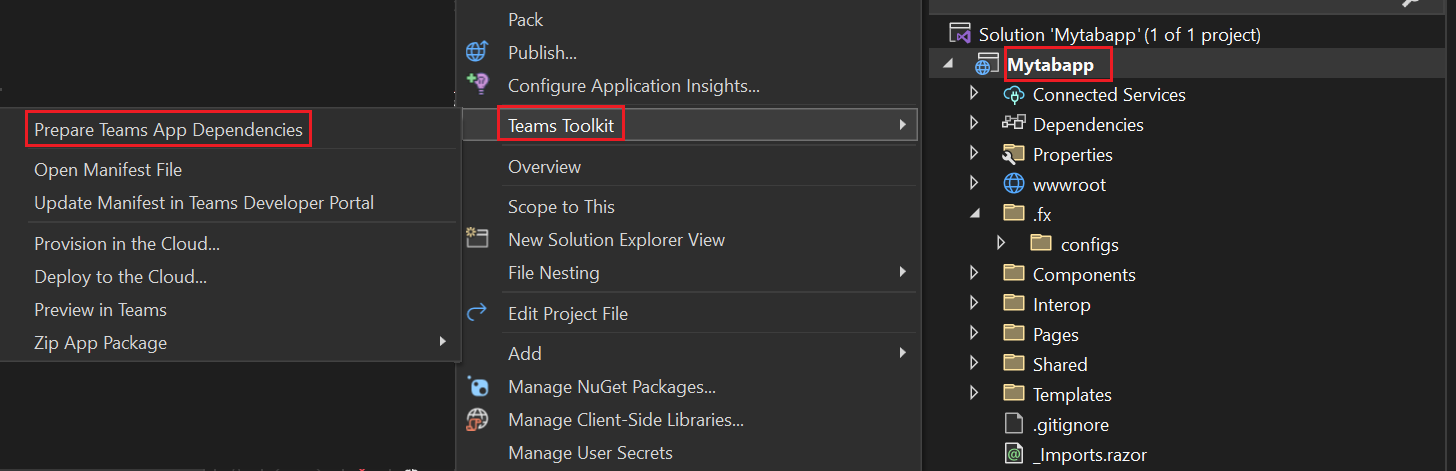 Prepare Teams App Dependencies
Open Manifest File
Update Manifest in Teams Developer Portal
Provision in the Cloud...
Deploy to the Cloud...
Preview in Teams
Zip App Package
Pack
Publish...
Configure Application Insights...
Teams Toolkit
Overview
Scope to This
New Solution Explorer View
File Nesting
Edit Project File
Add
Manage NuGet Packages...
Manage Client-Side Libraries...
Manage User Secrets
Solution 'Mytabapp' (1 of 1 project)
Mytabapp
Connected Services
Dependencies
Properties
wwwroot
.fx
configs
Components
Interop
Pages
Shared
Templates
.gitignore
_Imports.razor